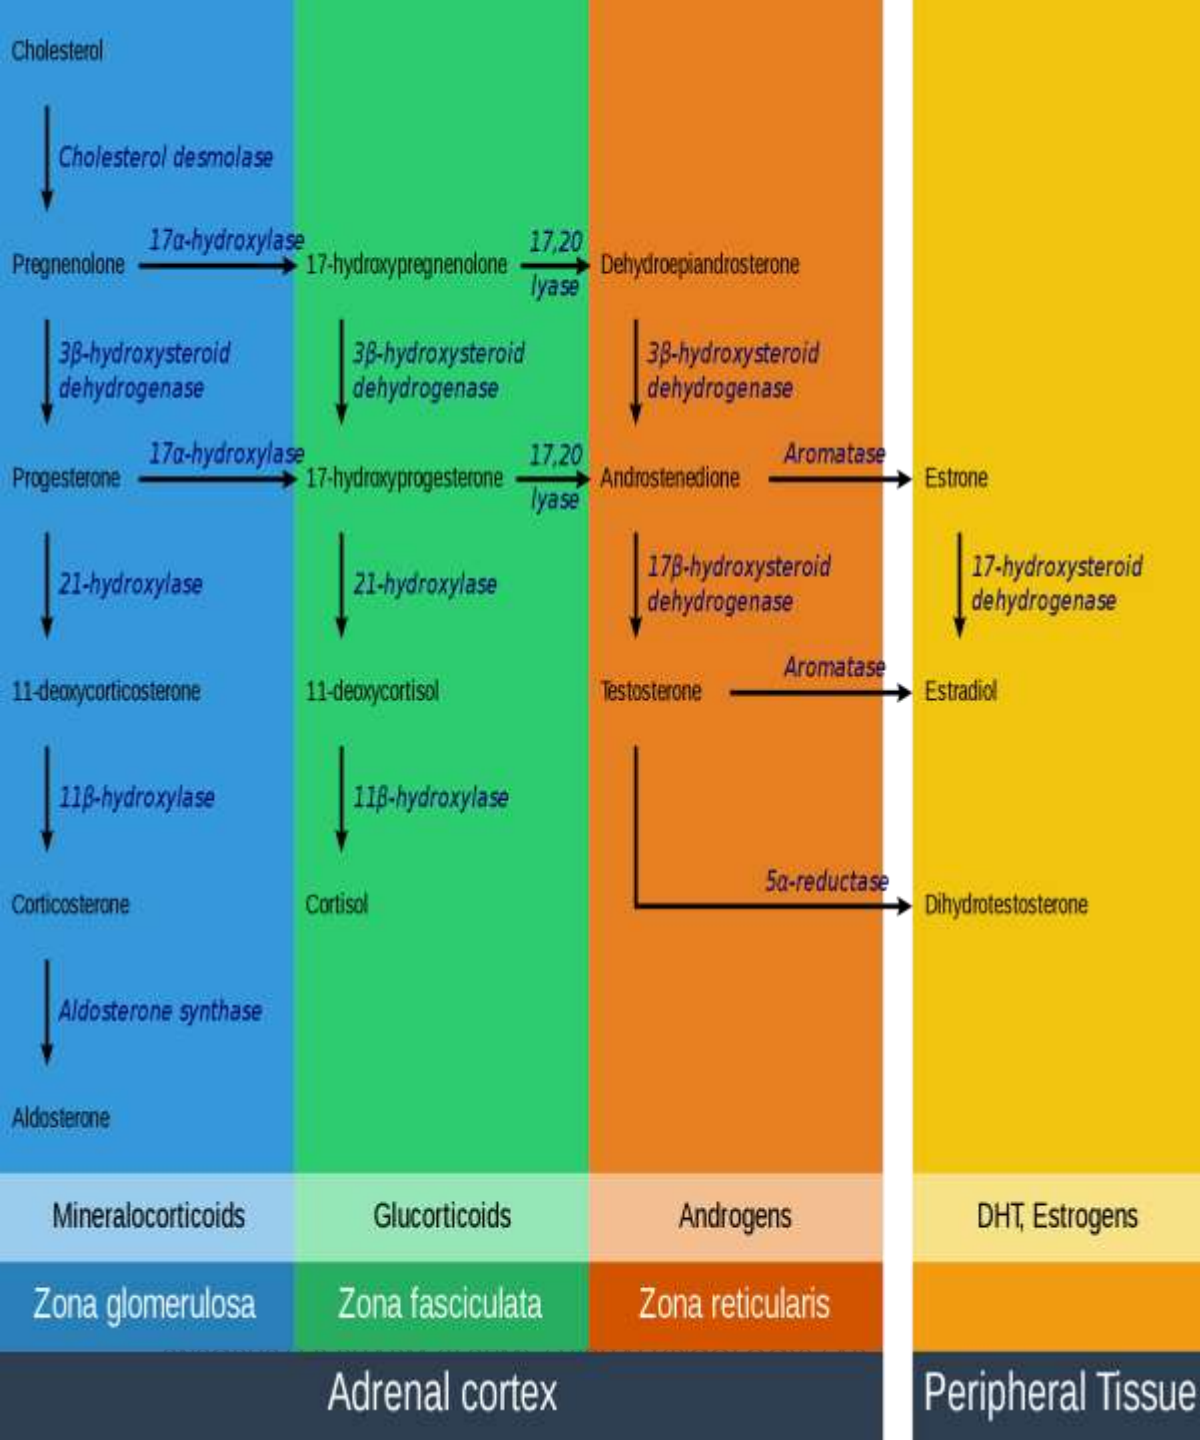 Cholesterol
Cholesterol desmolase
17α-hydroxylase
17,20
Pregnenolone
17-hydroxypregnenolone
lyase
Dehydroepiandrosterone
3β-hydroxysteroid
dehydrogenase
3β-hydroxysteroid
dehydrogenase
3β-hydroxysteroid
dehydrogenase
17α-hydroxylase
17,20
Aromatase
Progesterone
17-hydroxyprogesterone
lyase
Androstenedione
Estrone
21-hydroxylase
21-hydroxylase
17β-hydroxysteroid
dehydrogenase
17-hydroxysteroid
dehydrogenase
Aromatase
11-deoxycorticosterone
11-deoxycortisol
Testosterone
Estradiol
11β-hydroxylase
11β-hydroxylase
5α-reductase
Corticosterone
Cortisol
Dihydrotestosterone
Aldosterone synthase
Aldosterone
Mineralocorticoids
Glucorticoids
Androgens
DHT, Estrogens
Zona glomerulosa
Zona fasciculata
Zona reticularis
Adrenal cortex
Peripheral Tissue